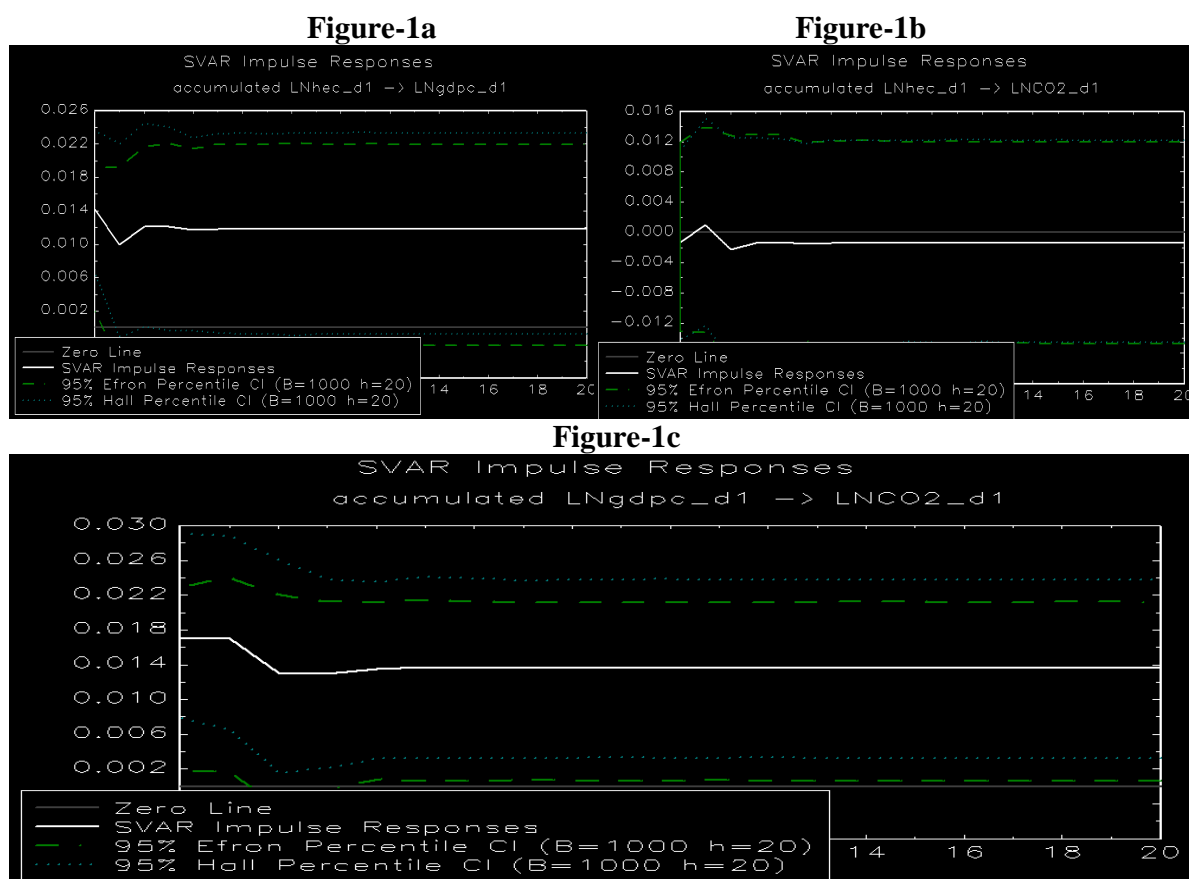 Figure-1a
Figure-1b
SVAR Impulse Responses
accumulated LNhec_d1 -> LNgdpc_d1
0.026
0.022
0.018
0.014
0.010
0.006
0.002
Zero Line
SVAR Impulse Responses
95% Efron Percentile CI (B=1000 h=20)
95% Hall Percentile CI (B=1000 h=20)
14 16 18 20
SVAR Impulse Responses
accumulated LNhec_d1 -> LNCO2_d1
0.016
0.012
0.008
0.004
0.000
-0.004
-0.008
-0.012
Zero Line
SVAR Impulse Responses
95% Efron Percentile CI (B=1000 h=20)
95% Hall Percentile CI (B=1000 h=20)
14 16 18 20
Figure-1c
SVAR Impulse Responses
accumulated LNgdpc_d1 -> LNCO2_d1
0.030
0.026
0.022
0.018
0.014
0.010
0.006
0.002
Zero Line
SVAR Impulse Responses
95% Efron Percentile CI (B=1000 h=20)
95% Hall Percentile CI (B=1000 h=20)
14 16 18 20